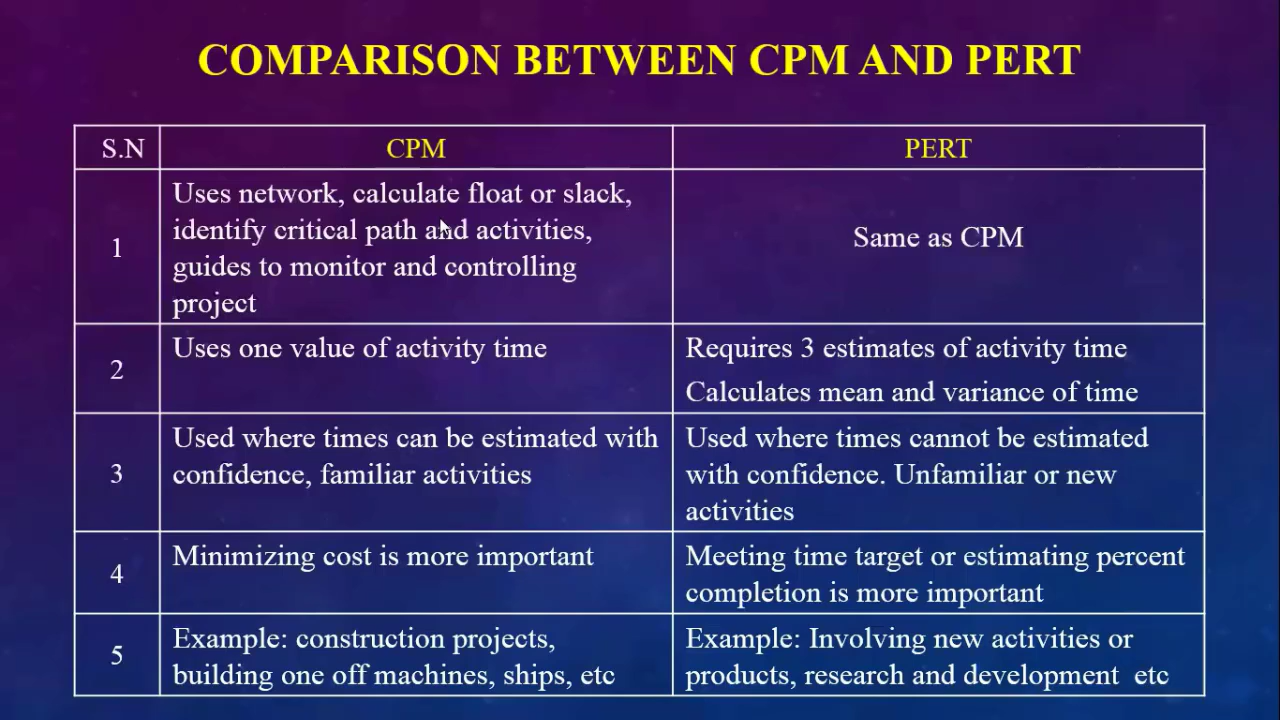 COMPARISON BETWEEN CPM AND PERT
S.N CPM PERT
1
Uses network, calculate float or slack,
identify critical path and activities,
guides to monitor and controlling
project
Same as CPM
2
Uses one value of activity time
Requires 3 estimates of activity time
Calculates mean and variance of time
3
Used where times can be estimated with
confidence, familiar activities
Used where times cannot be estimated
with confidence. Unfamiliar or new
activities
4
Minimizing cost is more important
Meeting time target or estimating percent
completion is more important
5
Example: construction projects,
building one off machines, ships, etc
Example: Involving new activities or
products, research and development etc